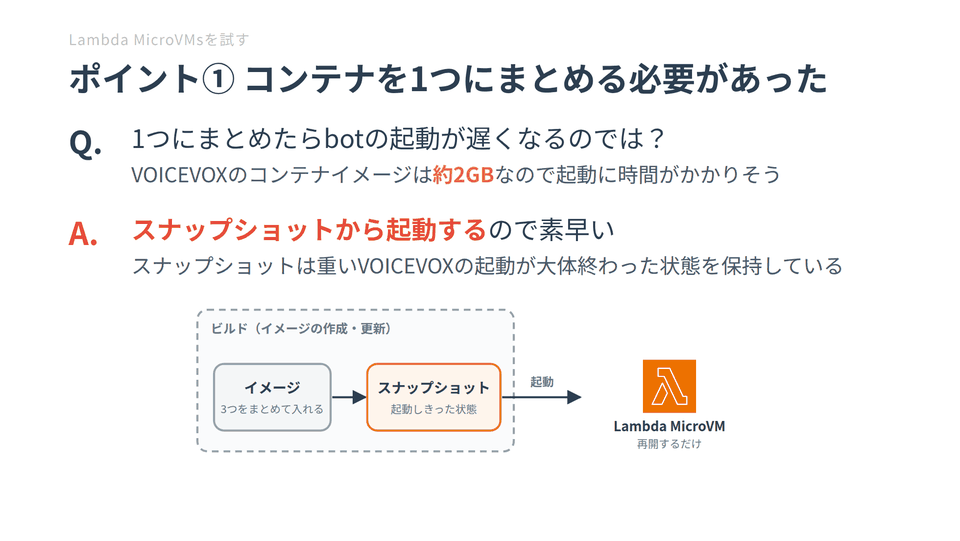 Lambda MicroVMsを試す
ポイント① コンテナを1つにまとめる必要があった
Q. 1つにまとめたらbotの起動が遅くなるのでは？
VOICEVOXのコンテナイメージは約2GBなので起動に時間がかかりそう
A. スナップショットから起動するので素早い
スナップショットは重いVOICEVOXの起動が大体終わった状態を保持している
ビルド（イメージの作成・更新）
イメージ
3つをまとめて入れる
スナップショット
起動しきった状態
起動
Lambda MicroVM
再開するだけ